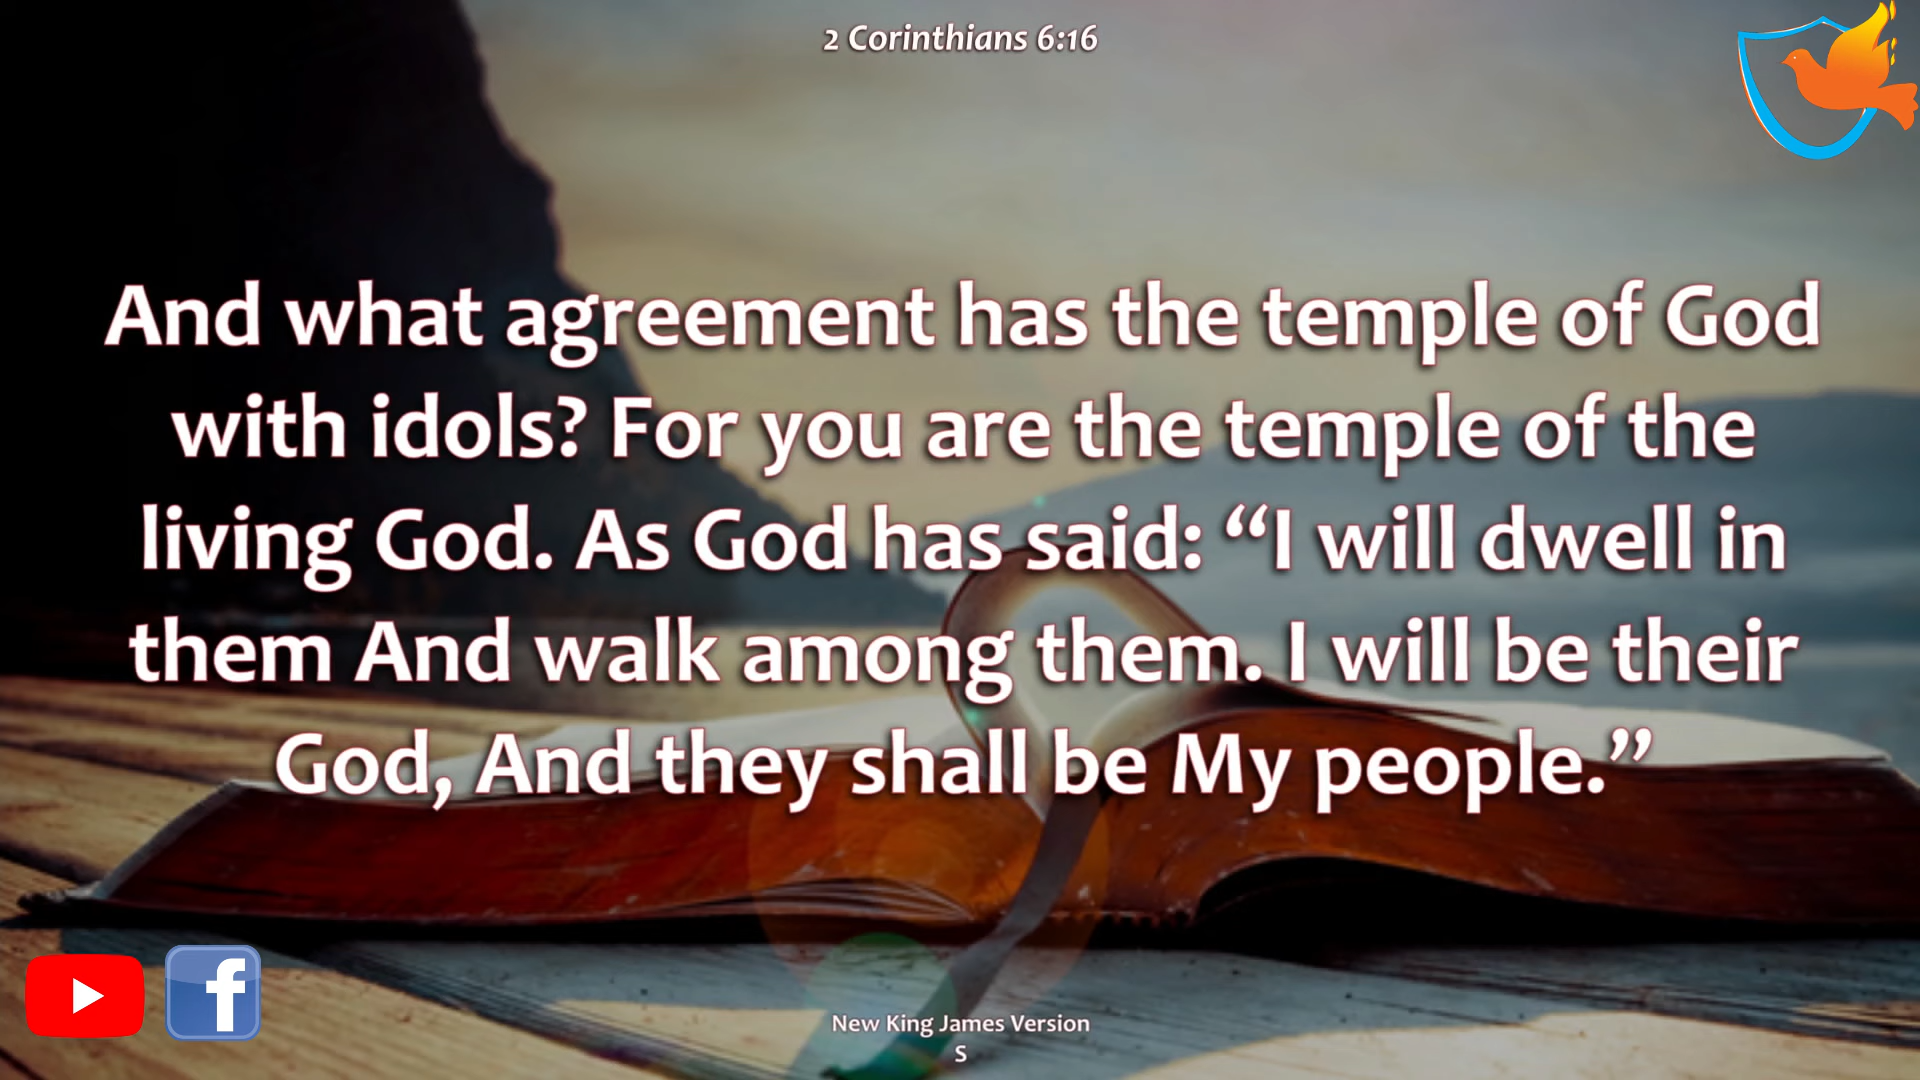 2 Corinthians 6:16
And what agreement has the temple of God
with idols? For you are the temple of the
living God. As God has said: “I will dwell in
them And walk among them. I will be their
God, And they shall be My people.”
f
New King James Version
S